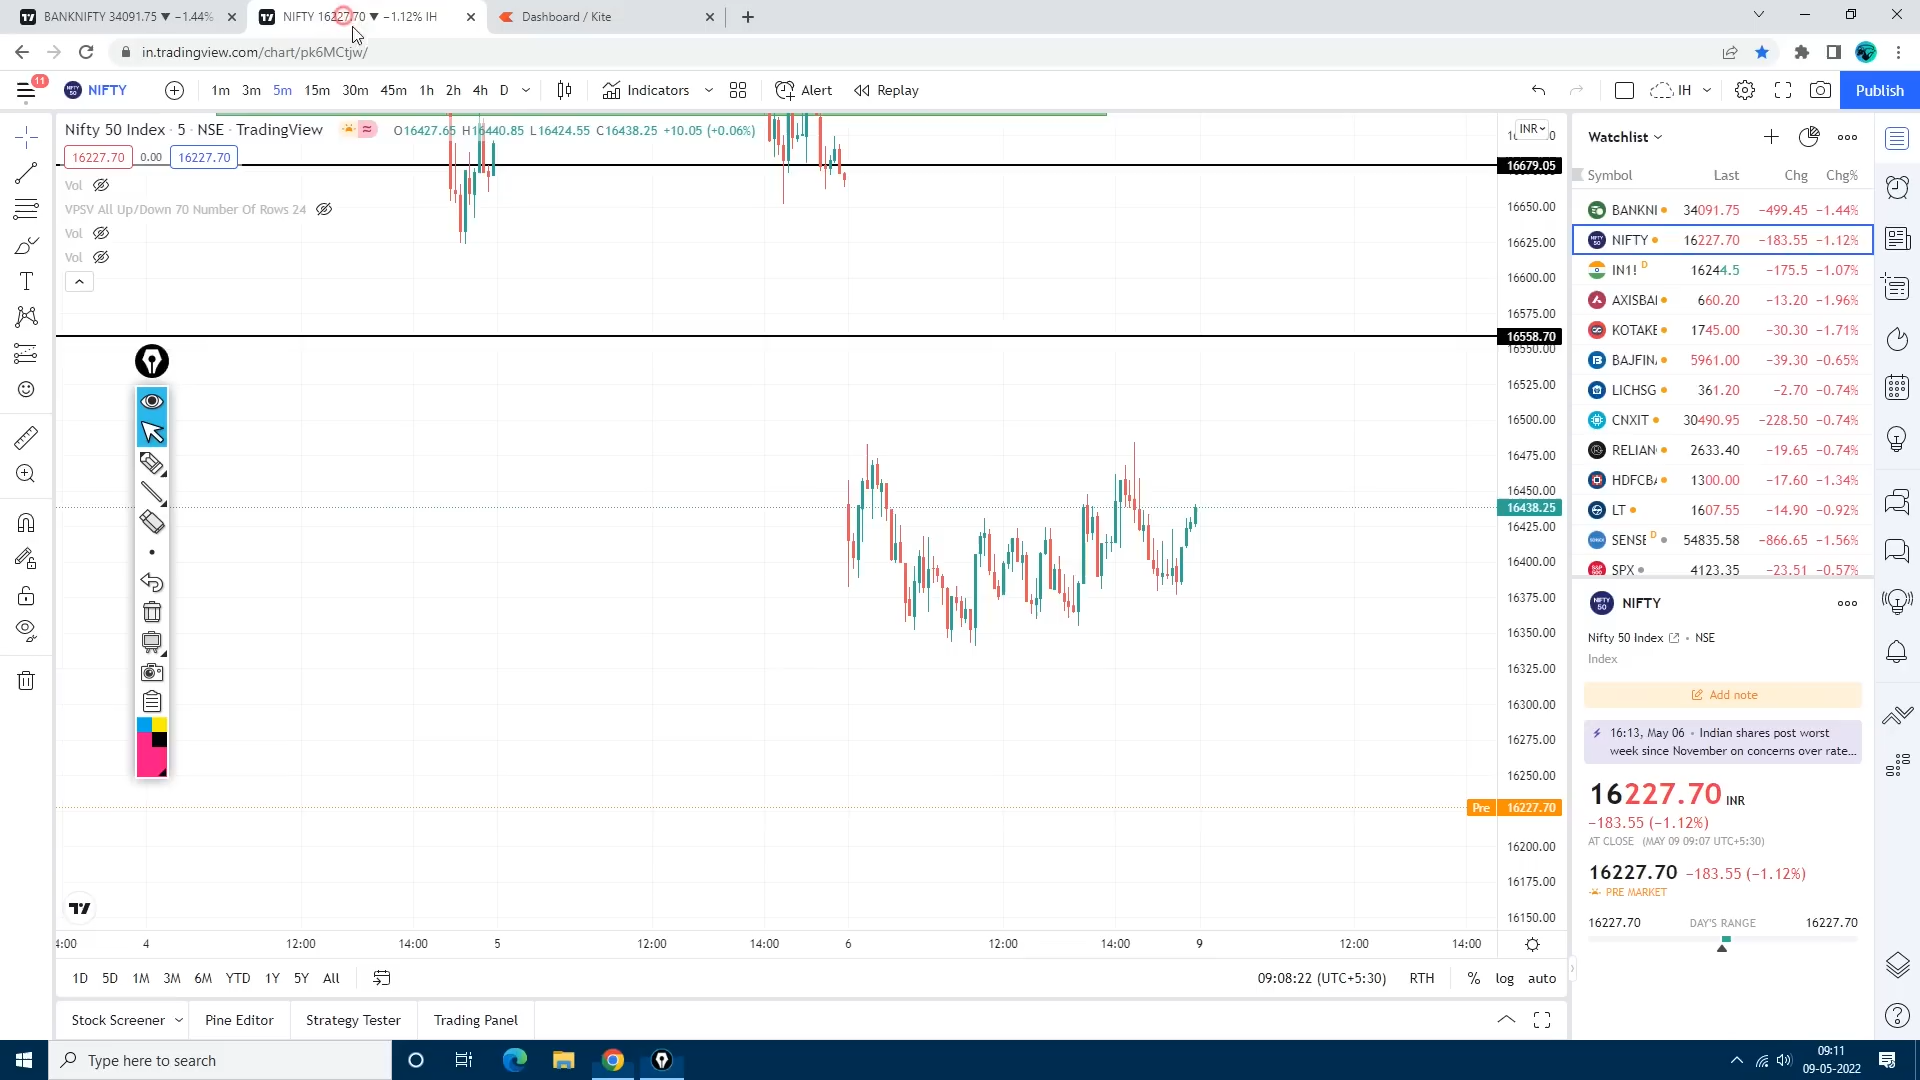 BANKNIFTY 34091.75 ▼ −1.44%
NIFTY 16227.70 ▼ −1.12% IH
Dashboard / Kite
in.tradingview.com/chart/pk6MCtjw/
11
NIFTY
1m 3m 5m 15m 30m 45m 1h 2h 4h D
Indicators
Alert
Replay
IH
Publish
Nifty 50 Index · 5 · NSE · TradingView
O16427.65 H16440.85 L16424.55 C16438.25 +10.05 (+0.06%)
16227.70 0.00 16227.70
Vol
VPSV All Up/Down 70 Number Of Rows 24
Vol
Vol
INR
16679.05
16650.00
16625.00
16600.00
16575.00
16558.70
16550.00
16525.00
16500.00
16475.00
16450.00
16438.25
16425.00
16400.00
16375.00
16350.00
16325.00
16300.00
16275.00
16250.00
Pre 16227.70
16200.00
16175.00
16150.00
4:00 4 12:00 14:00 5 12:00 14:00 6 12:00 14:00 9 12:00 14:00
1D 5D 1M 3M 6M YTD 1Y 5Y All
09:08:22 (UTC+5:30) RTH % log auto
Stock Screener Pine Editor Strategy Tester Trading Panel
Watchlist
Symbol Last Chg Chg%
BANKNI 34091.75 −499.45 −1.44%
NIFTY 16227.70 −183.55 −1.12%
IN1! D 16244.5 −175.5 −1.07%
AXISBAI 660.20 −13.20 −1.96%
KOTAKE 1745.00 −30.30 −1.71%
BAJFIN 5961.00 −39.30 −0.65%
LICHSG 361.20 −2.70 −0.74%
CNXIT 30490.95 −228.50 −0.74%
RELIAN 2633.40 −19.65 −0.74%
HDFCBA 1300.00 −17.60 −1.34%
LT 1607.55 −14.90 −0.92%
SENSE D 54835.58 −866.65 −1.56%
SPX 4123.35 −23.51 −0.57%
NIFTY
Nifty 50 Index · NSE
Index
Add note
16:13, May 06 · Indian shares post worst
week since November on concerns over rate...
16227.70 INR
−183.55 (−1.12%)
AT CLOSE (MAY 09 09:07 UTC+5:30)
16227.70 −183.55 (−1.12%)
PRE MARKET
16227.70 DAY'S RANGE 16227.70
Type here to search
09:11
09-05-2022